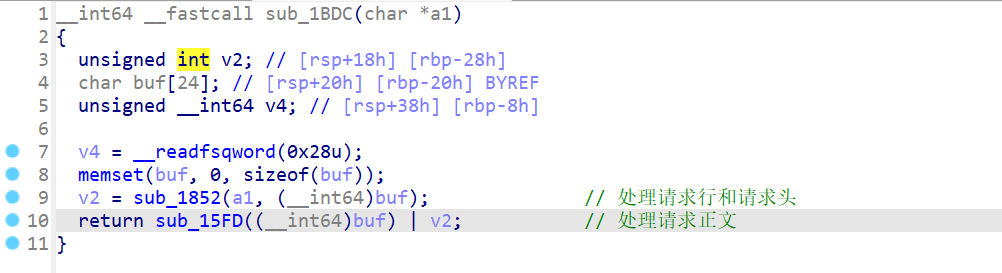 1 __int64 __fastcall sub_1BDC(char *a1)
2 {
3 unsigned int v2; // [rsp+18h] [rbp-28h]
4 char buf[24]; // [rsp+20h] [rbp-20h] BYREF
5 unsigned __int64 v4; // [rsp+38h] [rbp-8h]
6
7 v4 = __readfsqword(0x28u);
8 memset(buf, 0, sizeof(buf));
9 v2 = sub_1852(a1, (__int64)buf); // 处理请求行和请求头
10 return sub_15FD((__int64)buf) | v2; // 处理请求正文
11 }